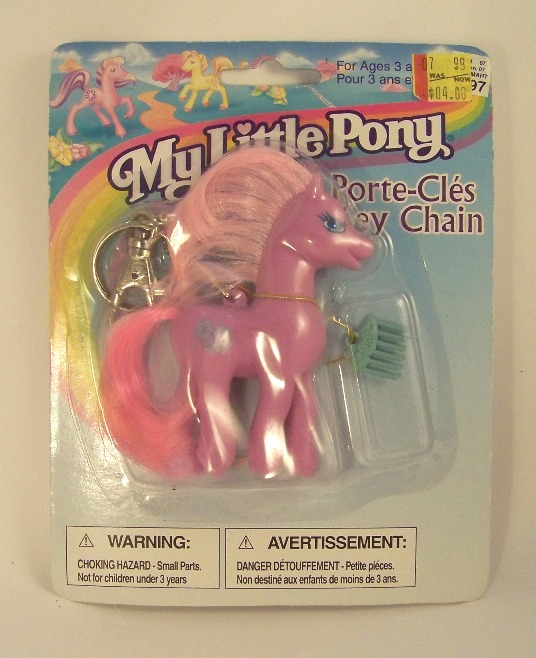 For Ages 3 a
Pour 3 ans e
97 99
WAS NOW
$04.00
97
My Little Pony
Porte-Clés
ey Chain
⚠ WARNING:
CHOKING HAZARD - Small Parts.
Not for children under 3 years
⚠ AVERTISSEMENT:
DANGER DÉTOUFFEMENT - Petite pièces.
Non destiné aux enfants de moins de 3 ans.